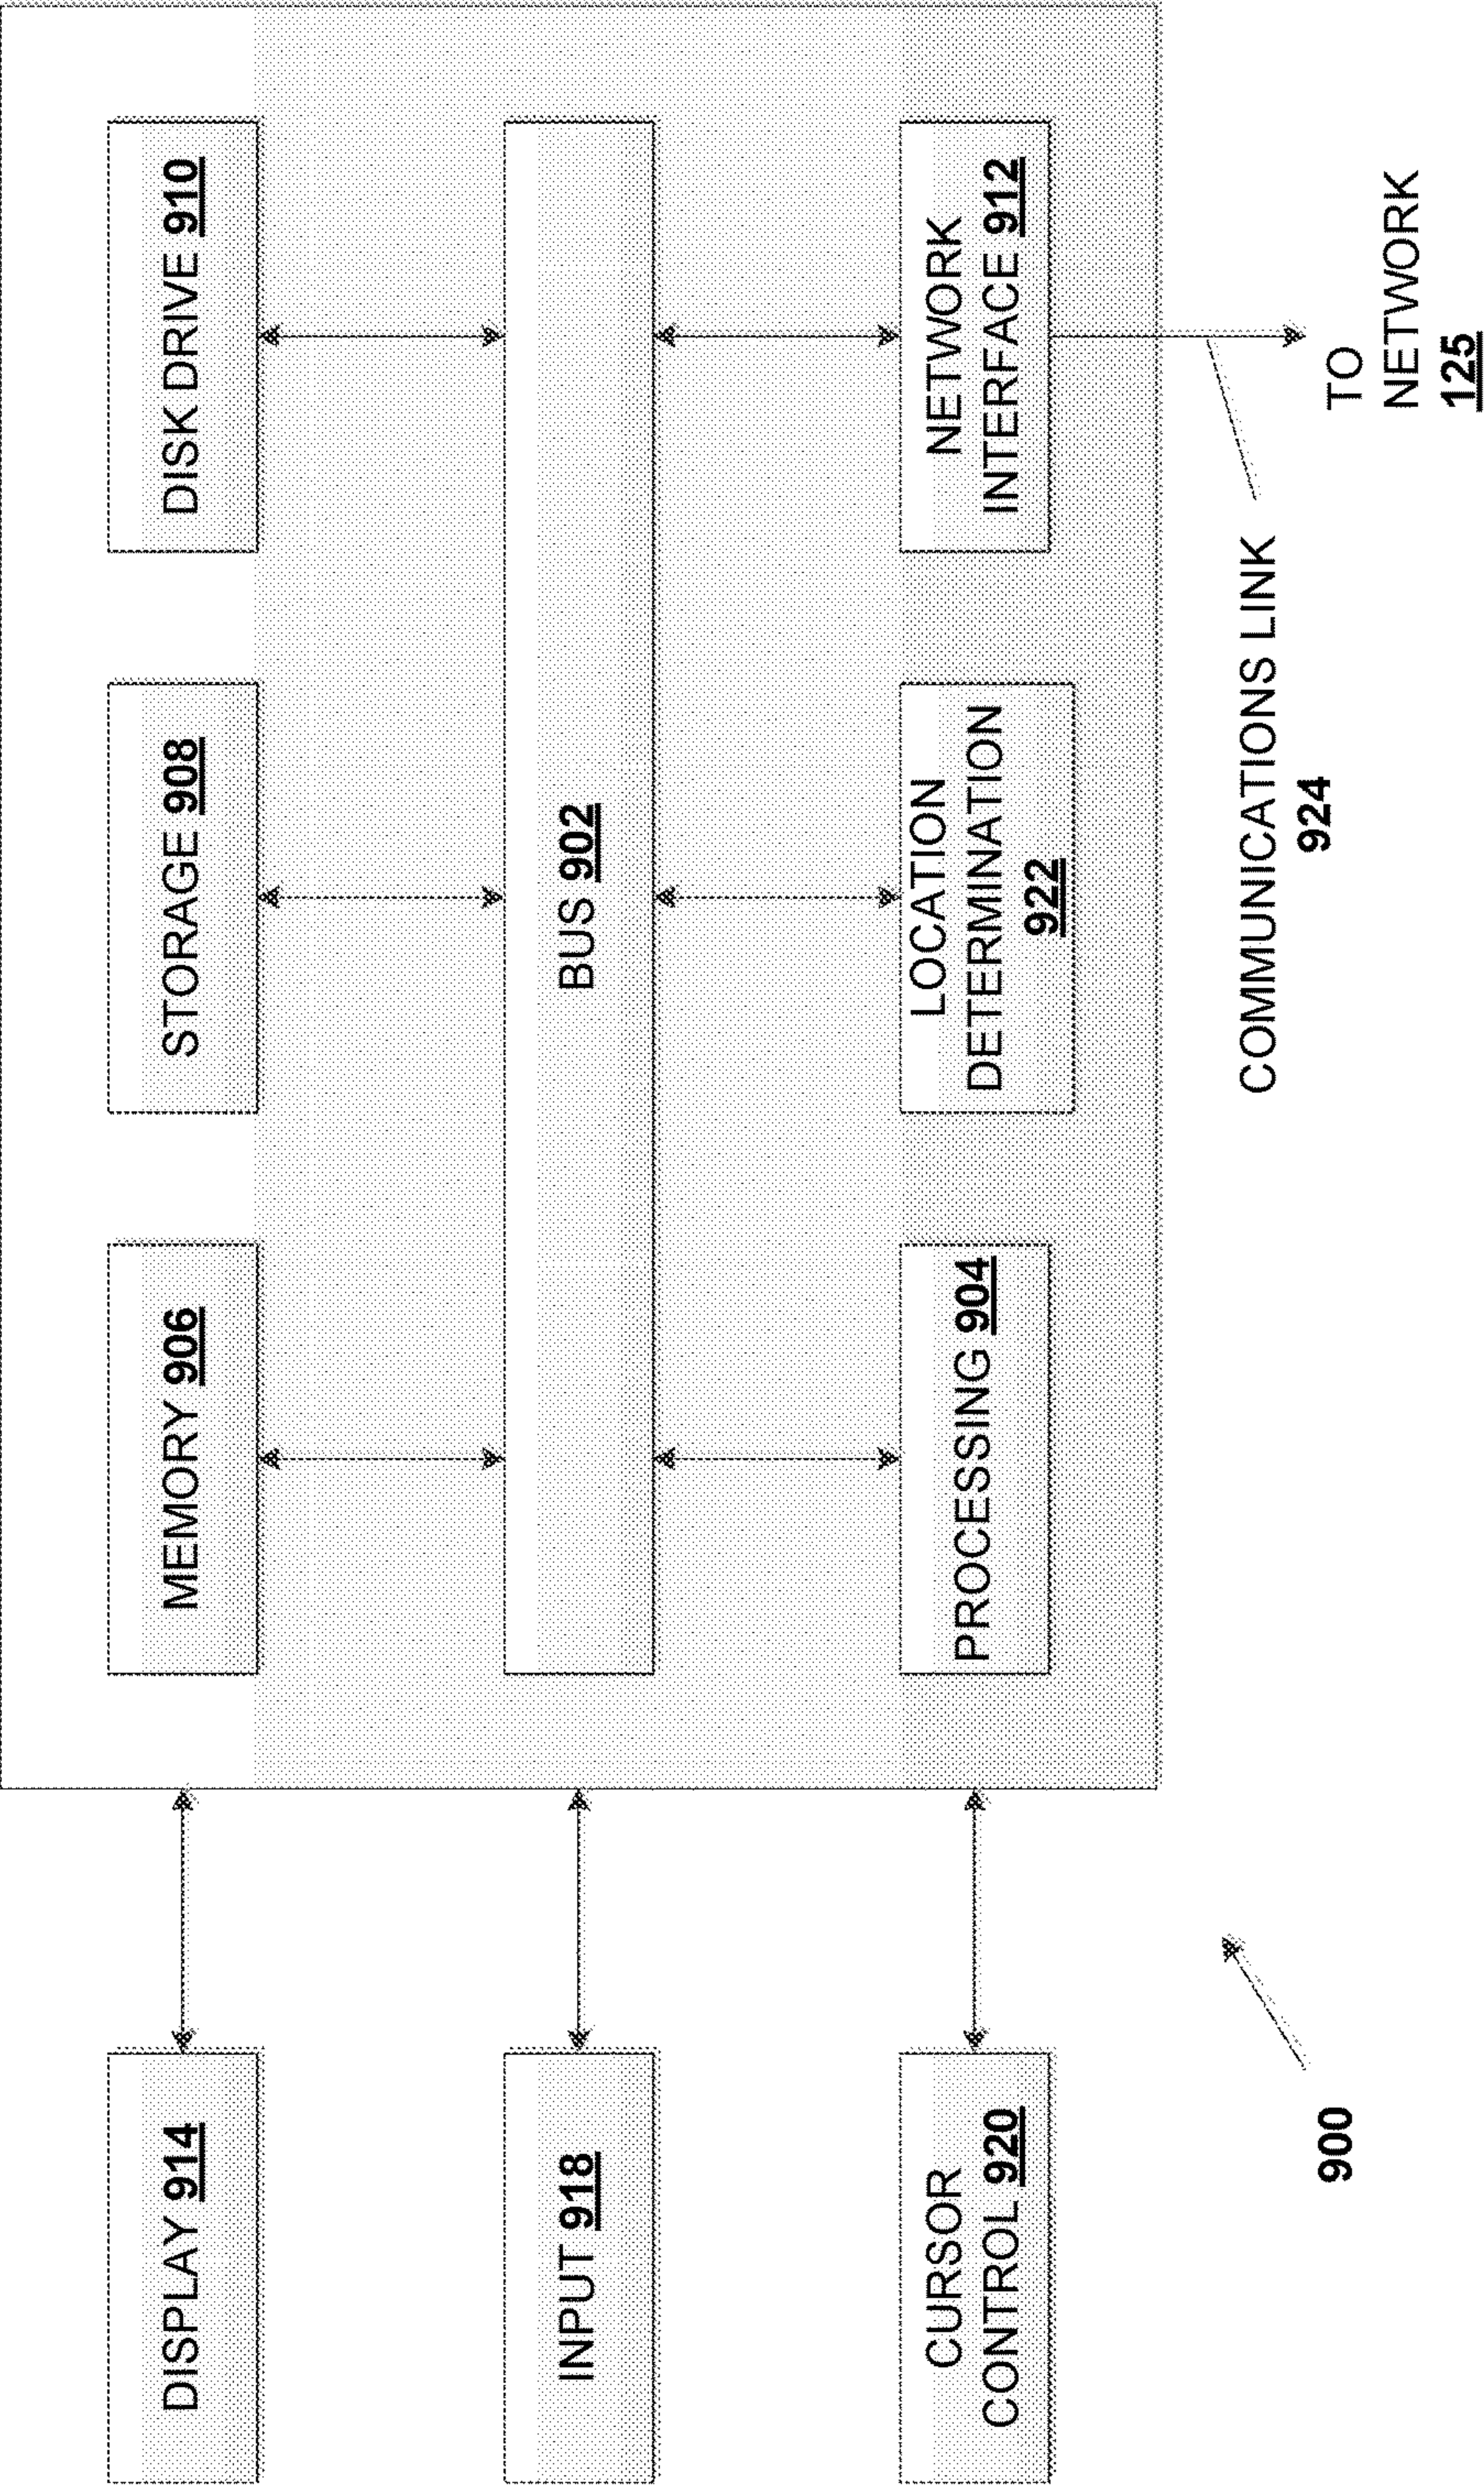 DISPLAY 914
MEMORY 906
STORAGE 908
DISK DRIVE 910
INPUT 918
BUS 902
CURSOR
CONTROL 920
PROCESSING 904
LOCATION
DETERMINATION
922
NETWORK
INTERFACE 912
COMMUNICATIONS LINK
924
TO
NETWORK
125
900